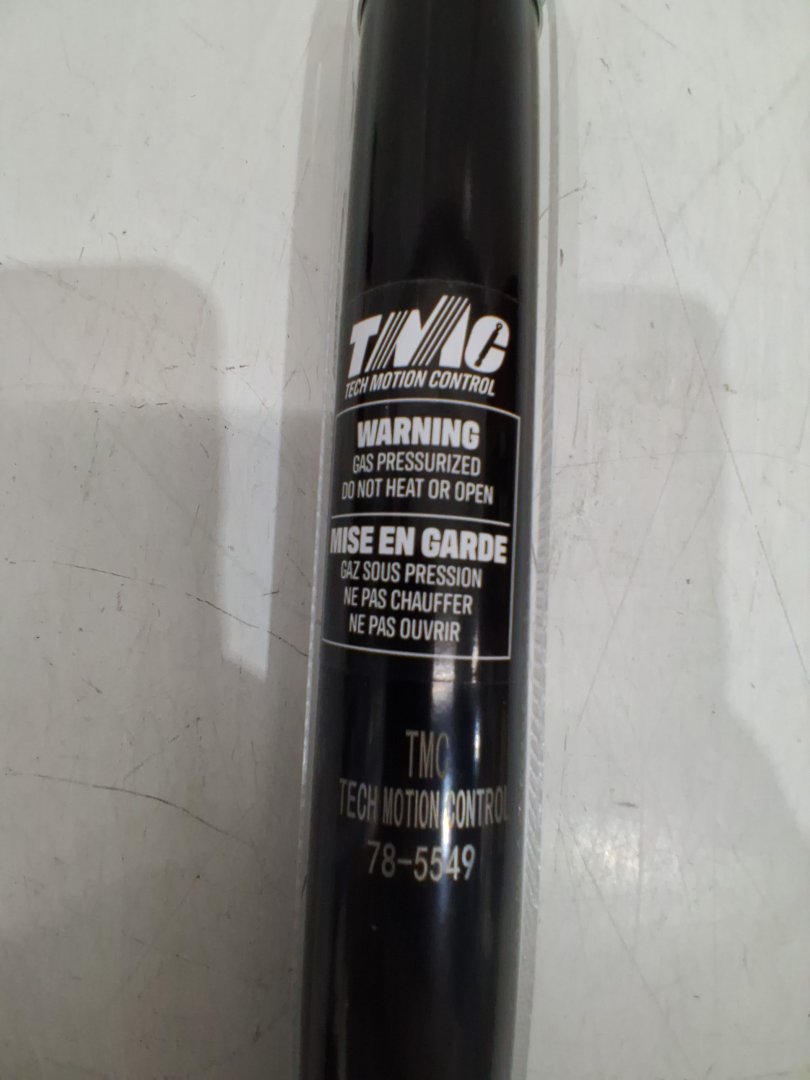 TMC
TECH MOTION CONTROL
WARNING
GAS PRESSURIZED
DO NOT HEAT OR OPEN
MISE EN GARDE
GAZ SOUS PRESSION
NE PAS CHAUFFER
NE PAS OUVRIR
TMC
TECH MOTION CONTROL
78-5549